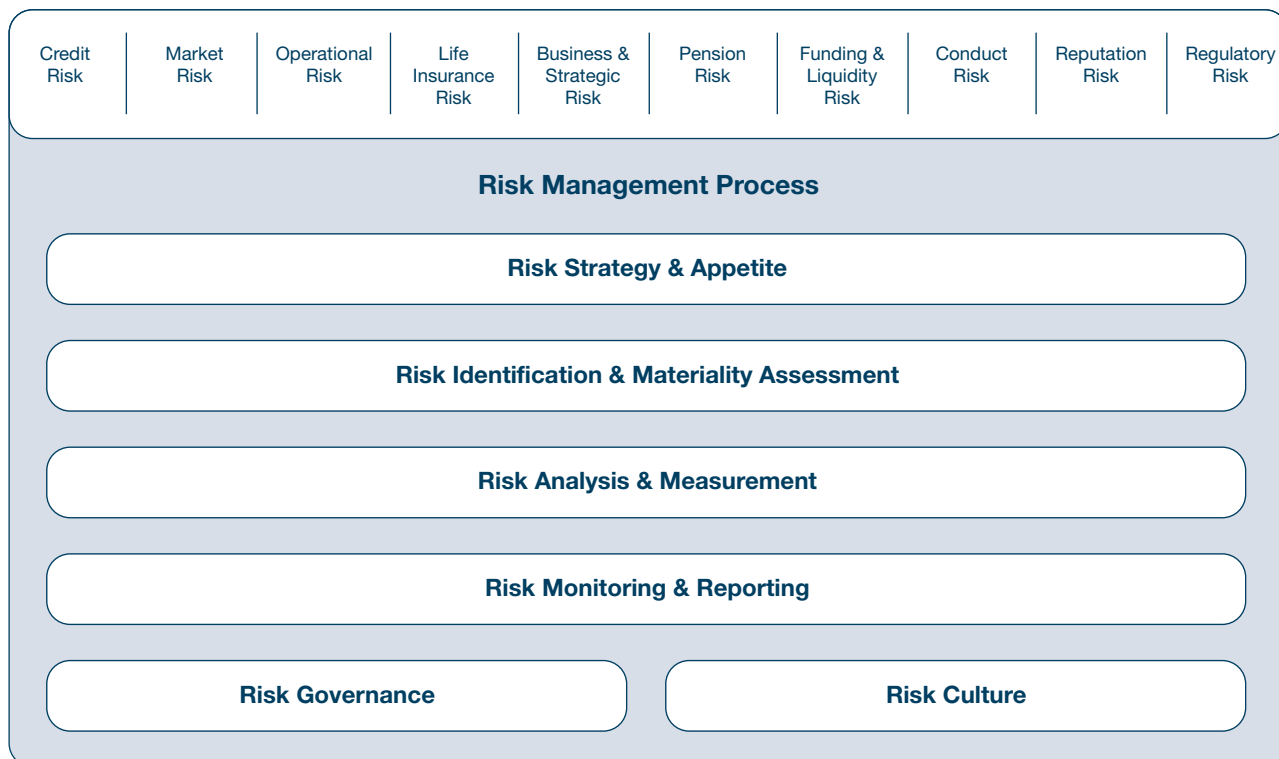 Credit
Risk
Market
Risk
Operational
Risk
Life
Insurance
Risk
Business &
Strategic
Risk
Pension
Risk
Funding &
Liquidity
Risk
Conduct
Risk
Reputation
Risk
Regulatory
Risk
Risk Management Process
Risk Strategy & Appetite
Risk Identification & Materiality Assessment
Risk Analysis & Measurement
Risk Monitoring & Reporting
Risk Governance
Risk Culture